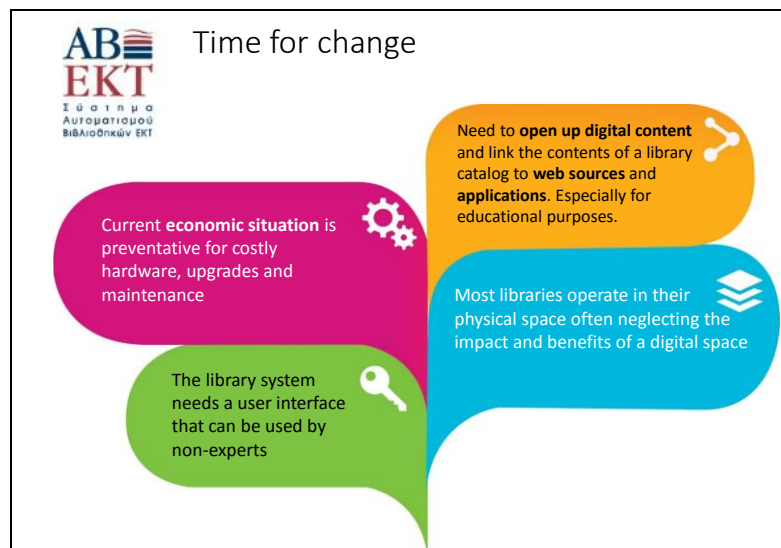 ΑΒ
ΕΚΤ
Σύστημα
Αυτοματισμού
Βιβλιοθηκών ΕΚΤ
Time for change
Need to open up digital content
and link the contents of a library
catalog to web sources and
applications. Especially for
educational purposes.
Current economic situation is
preventative for costly
hardware, upgrades and
maintenance
Most libraries operate in their
physical space often neglecting the
impact and benefits of a digital space
The library system
needs a user interface
that can be used by
non-experts